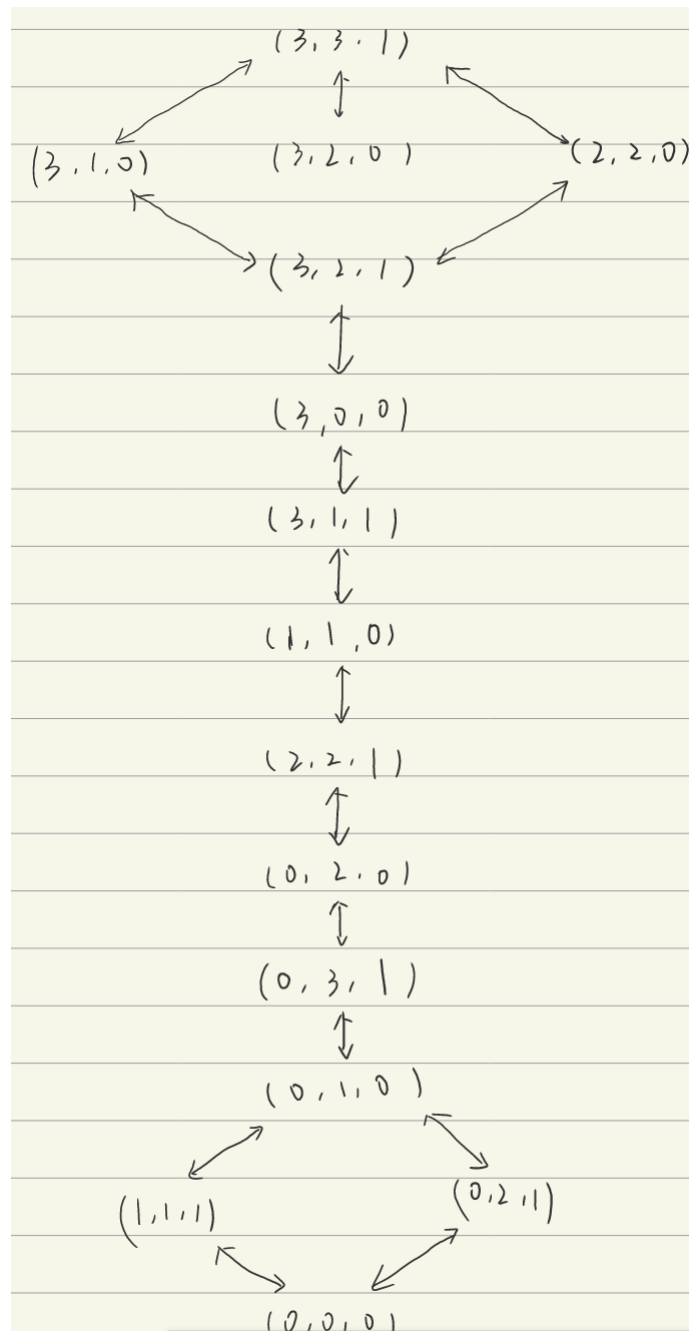 (3, 3, 1)
(3, 1, 0) (3, 2, 0) (2, 2, 0)
(3, 2, 1)
(3, 0, 0)
(3, 1, 1)
(1, 1, 0)
(2, 2, 1)
(0, 2, 0)
(0, 3, 1)
(0, 1, 0)
(1, 1, 1) (0, 2, 1)
(0, 0, 0)